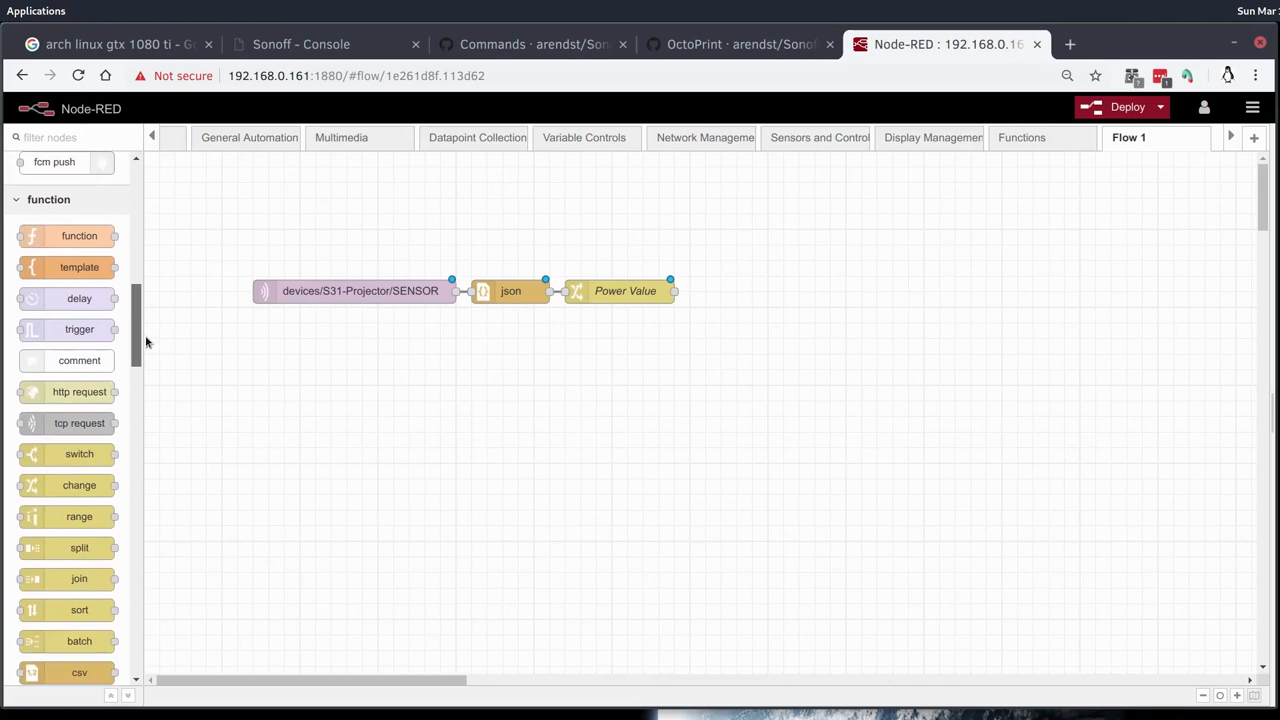 Applications
Sun Mar
arch linux gtx 1080 ti - G
Sonoff - Console
Commands · arendst/Son
OctoPrint · arendst/Sonof
Node-RED : 192.168.0.16
Not secure
192.168.0.161:1880/#flow/1e261d8f.113d62
Node-RED
Deploy
filter nodes
General Automation
Multimedia
Datapoint Collection
Variable Controls
Network Manageme
Sensors and Control
Display Managemen
Functions
Flow 1
fcm push
function
function
template
delay
trigger
comment
http request
tcp request
switch
change
range
split
join
sort
batch
csv
devices/S31-Projector/SENSOR
json
Power Value